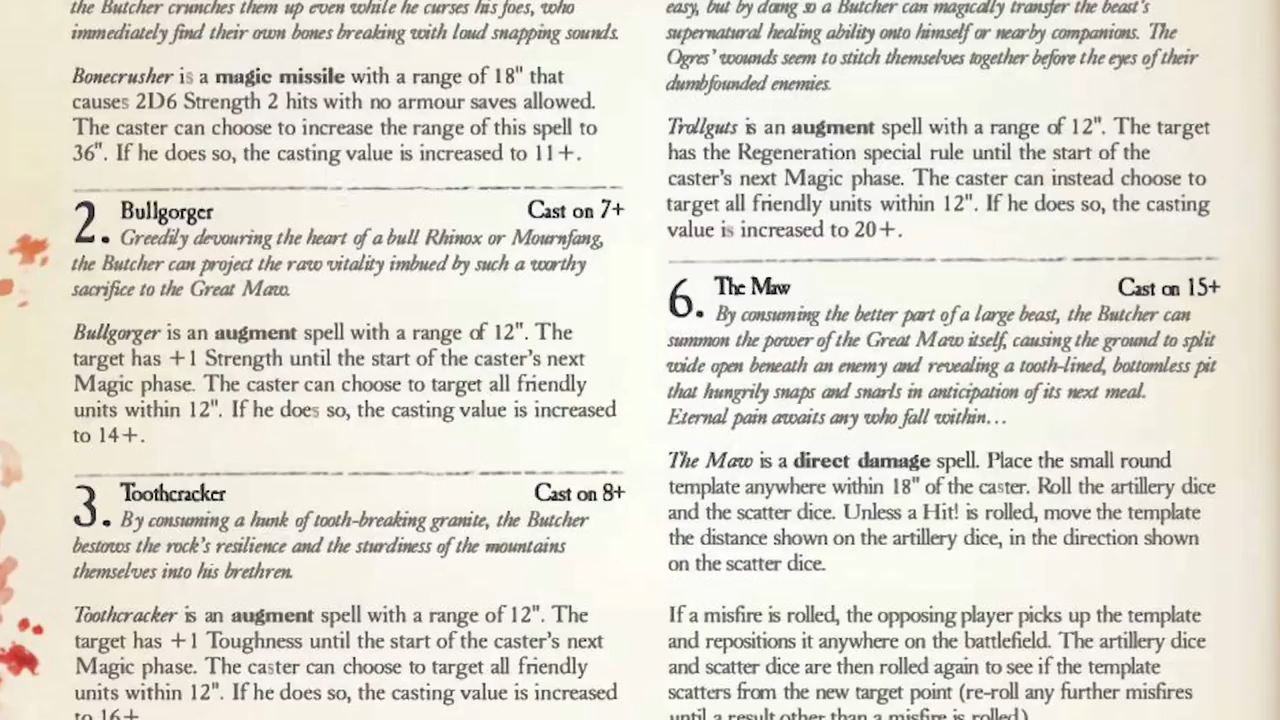 the Butcher crunches them up even while he curses his foes, who
immediately find their own bones breaking with loud snapping sounds.
Bonecrusher is a magic missile with a range of 18" that
causes 2D6 Strength 2 hits with no armour saves allowed.
The caster can choose to increase the range of this spell to
36". If he does so, the casting value is increased to 11+.
2. Bullgorger Cast on 7+
Greedily devouring the heart of a bull Rhinox or Mournfang,
the Butcher can project the raw vitality imbued by such a worthy
sacrifice to the Great Maw.
Bullgorger is an augment spell with a range of 12". The
target has +1 Strength until the start of the caster's next
Magic phase. The caster can choose to target all friendly
units within 12". If he does so, the casting value is increased
to 14+.
3. Toothcracker Cast on 8+
By consuming a hunk of tooth-breaking granite, the Butcher
bestows the rock's resilience and the sturdiness of the mountains
themselves into his brethren.
Toothcracker is an augment spell with a range of 12". The
target has +1 Toughness until the start of the caster's next
Magic phase. The caster can choose to target all friendly
units within 12". If he does so, the casting value is increased
to 16+.
easy, but by doing so a Butcher can magically transfer the beast's
supernatural healing ability onto himself or nearby companions. The
Ogres' wounds seem to stitch themselves together before the eyes of their
dumbfounded enemies.
Trollguts is an augment spell with a range of 12". The target
has the Regeneration special rule until the start of the
caster's next Magic phase. The caster can instead choose to
target all friendly units within 12". If he does so, the casting
value is increased to 20+.
6. The Maw Cast on 15+
By consuming the better part of a large beast, the Butcher can
summon the power of the Great Maw itself, causing the ground to split
wide open beneath an enemy and revealing a tooth-lined, bottomless pit
that hungrily snaps and snarls in anticipation of its next meal.
Eternal pain awaits any who fall within...
The Maw is a direct damage spell. Place the small round
template anywhere within 18" of the caster. Roll the artillery dice
and the scatter dice. Unless a Hit! is rolled, move the template
the distance shown on the artillery dice, in the direction shown
on the scatter dice.
If a misfire is rolled, the opposing player picks up the template
and repositions it anywhere on the battlefield. The artillery dice
and scatter dice are then rolled again to see if the template
scatters from the new target point (re-roll any further misfires
until a result other than a misfire is rolled).